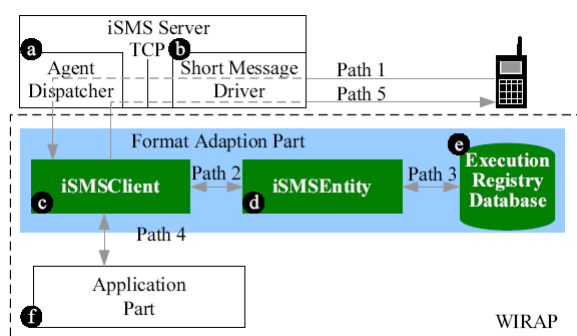 iSMS Server
a
TCP
b
Agent
Dispatcher
Short Message
Driver
Path 1
Path 5
Format Adaption Part
e
iSMSClient
c
Path 2
iSMSEntity
d
Path 3
Execution
Registry
Database
Path 4
Application
Part
f
WIRAP